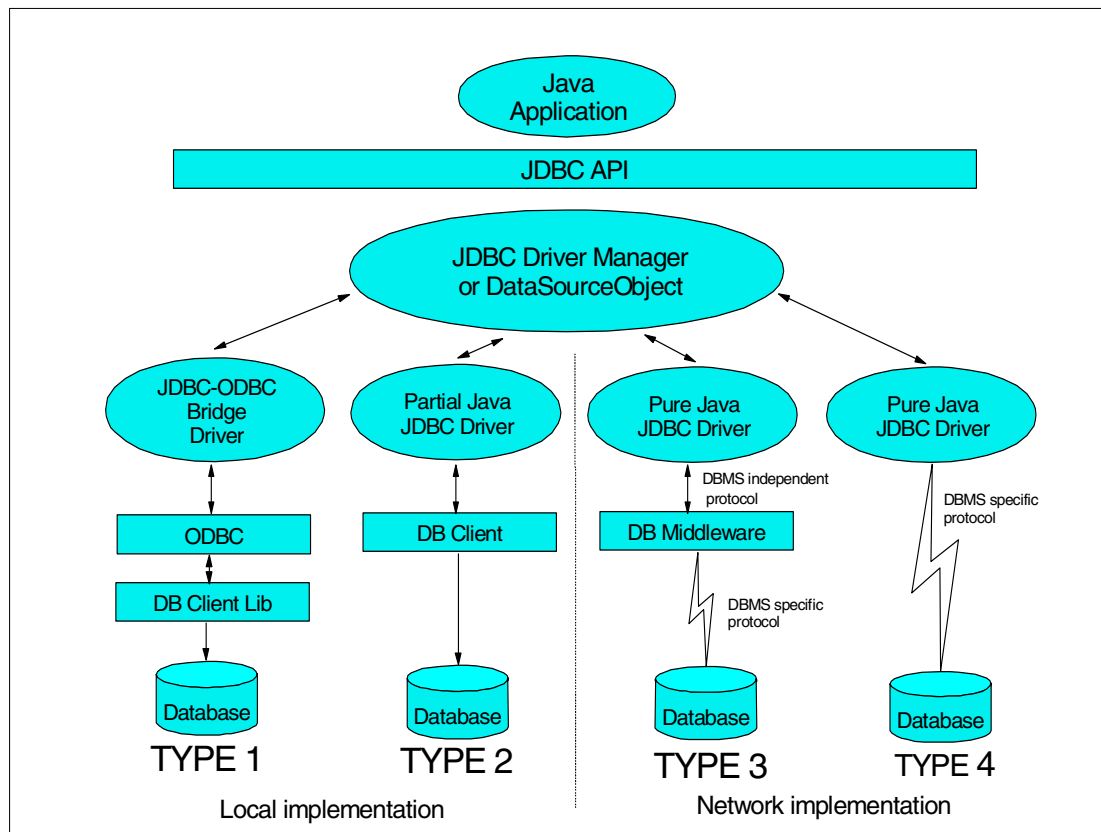 Java
Application
JDBC API
JDBC Driver Manager
or DataSourceObject
JDBC-ODBC
Bridge
Driver
Partial Java
JDBC Driver
Pure Java
JDBC Driver
Pure Java
JDBC Driver
DBMS independent
protocol
DBMS specific
protocol
ODBC
DB Client
DB Middleware
DB Client Lib
DBMS specific
protocol
Database
Database
Database
Database
TYPE 1
TYPE 2
TYPE 3
TYPE 4
Local implementation
Network implementation